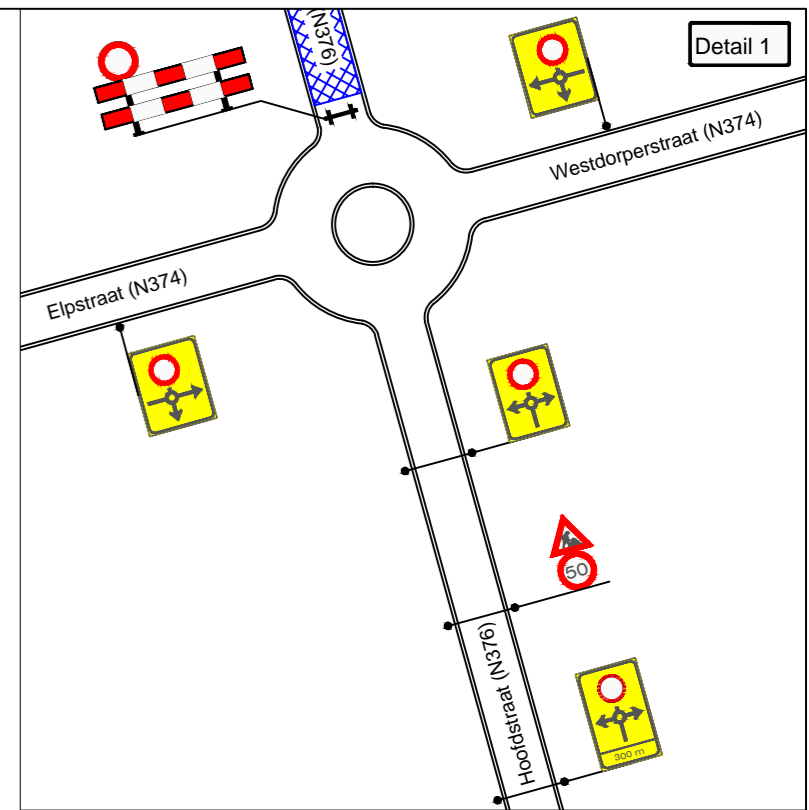 (N376)
Detail 1
Westdorperstraat (N374)
Elpstraat (N374)
50
Hoofdstraat (N376)
300 m